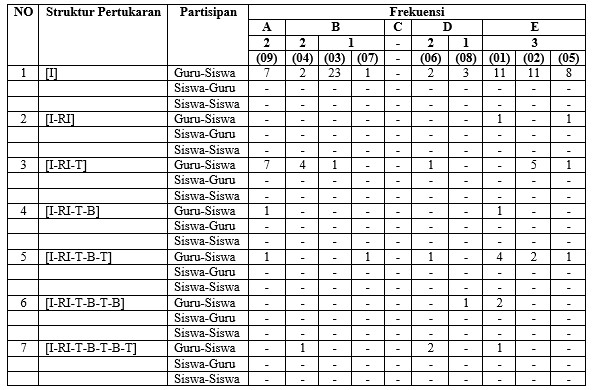 NO Struktur Pertukaran Partisipan Frekuensi
A B C D E
2 2 1 - 2 1 3
(09) (04) (03) (07) - (06) (08) (01) (02) (05)
1 [I] Guru-Siswa 7 2 23 1 - 2 3 11 11 8
Siswa-Guru - - - - - - - - - -
Siswa-Siswa - - - - - - - - - -
2 [I-RI] Guru-Siswa - - - - - - - 1 - 1
Siswa-Guru - - - - - - - - - -
Siswa-Siswa - - - - - - - - - -
3 [I-RI-T] Guru-Siswa 7 4 1 - - 1 - - 5 1
Siswa-Guru - - - - - - - - - -
Siswa-Siswa - - - - - - - - - -
4 [I-RI-T-B] Guru-Siswa 1 - - - - - - 1 - -
Siswa-Guru - - - - - - - - - -
Siswa-Siswa - - - - - - - - - -
5 [I-RI-T-B-T] Guru-Siswa 1 - - 1 - 1 - 4 2 1
Siswa-Guru - - - - - - - - - -
Siswa-Siswa - - - - - - - - - -
6 [I-RI-T-B-T-B] Guru-Siswa - - - - - - 1 2 - -
Siswa-Guru - - - - - - - - - -
Siswa-Siswa - - - - - - - - - -
7 [I-RI-T-B-T-B-T] Guru-Siswa - 1 - - - 2 - 1 - -
Siswa-Guru - - - - - - - - - -
Siswa-Siswa - - - - - - - - - -